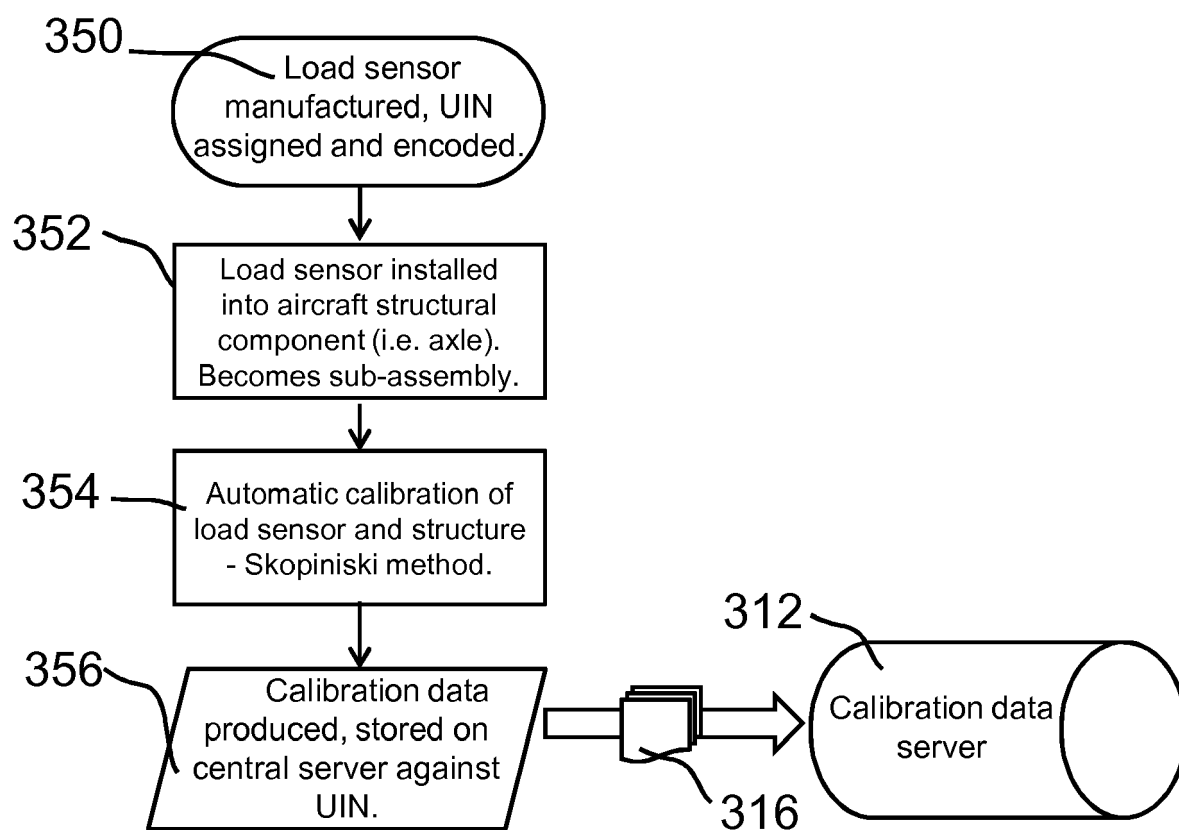 350
Load sensor
manufactured, UIN
assigned and encoded.
352
Load sensor installed
into aircraft structural
component (i.e. axle).
Becomes sub-assembly.
354
Automatic calibration of
load sensor and structure
- Skopiniski method.
356
Calibration data
produced, stored on
central server against
UIN.
316
312
Calibration data
server